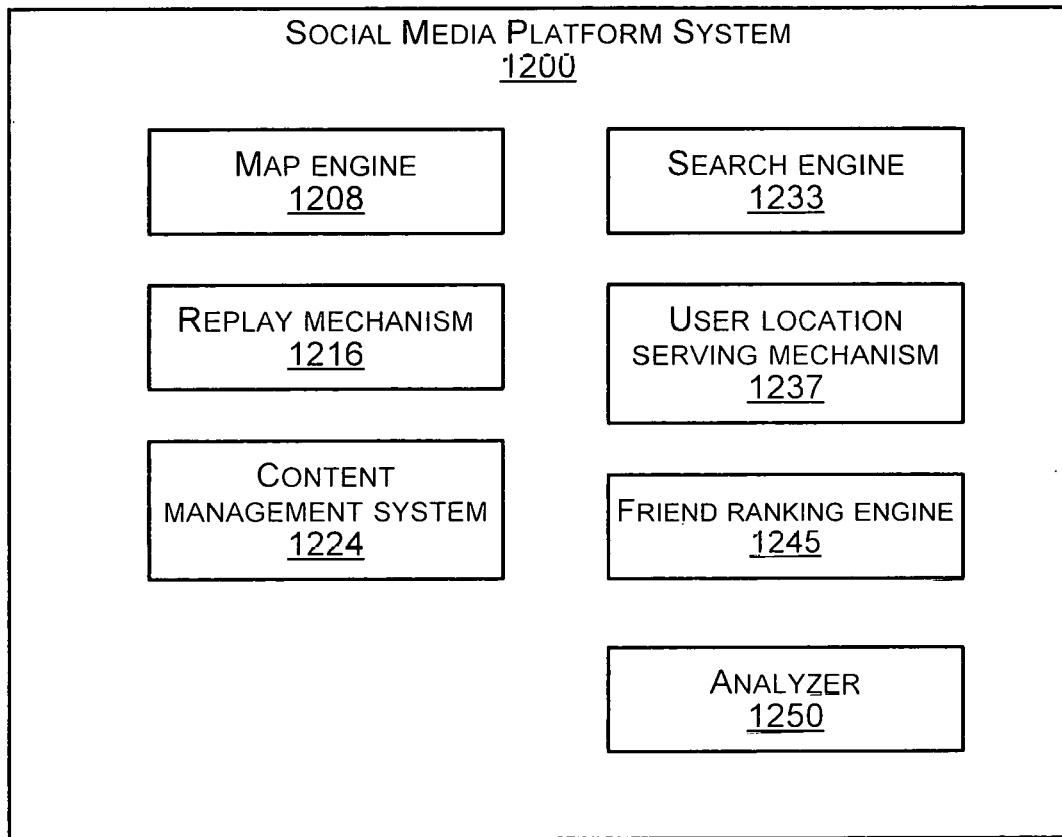 SOCIAL MEDIA PLATFORM SYSTEM
1200
MAP ENGINE
1208
REPLAY MECHANISM
1216
CONTENT
MANAGEMENT SYSTEM
1224
SEARCH ENGINE
1233
USER LOCATION
SERVING MECHANISM
1237
FRIEND RANKING ENGINE
1245
ANALYZER
1250